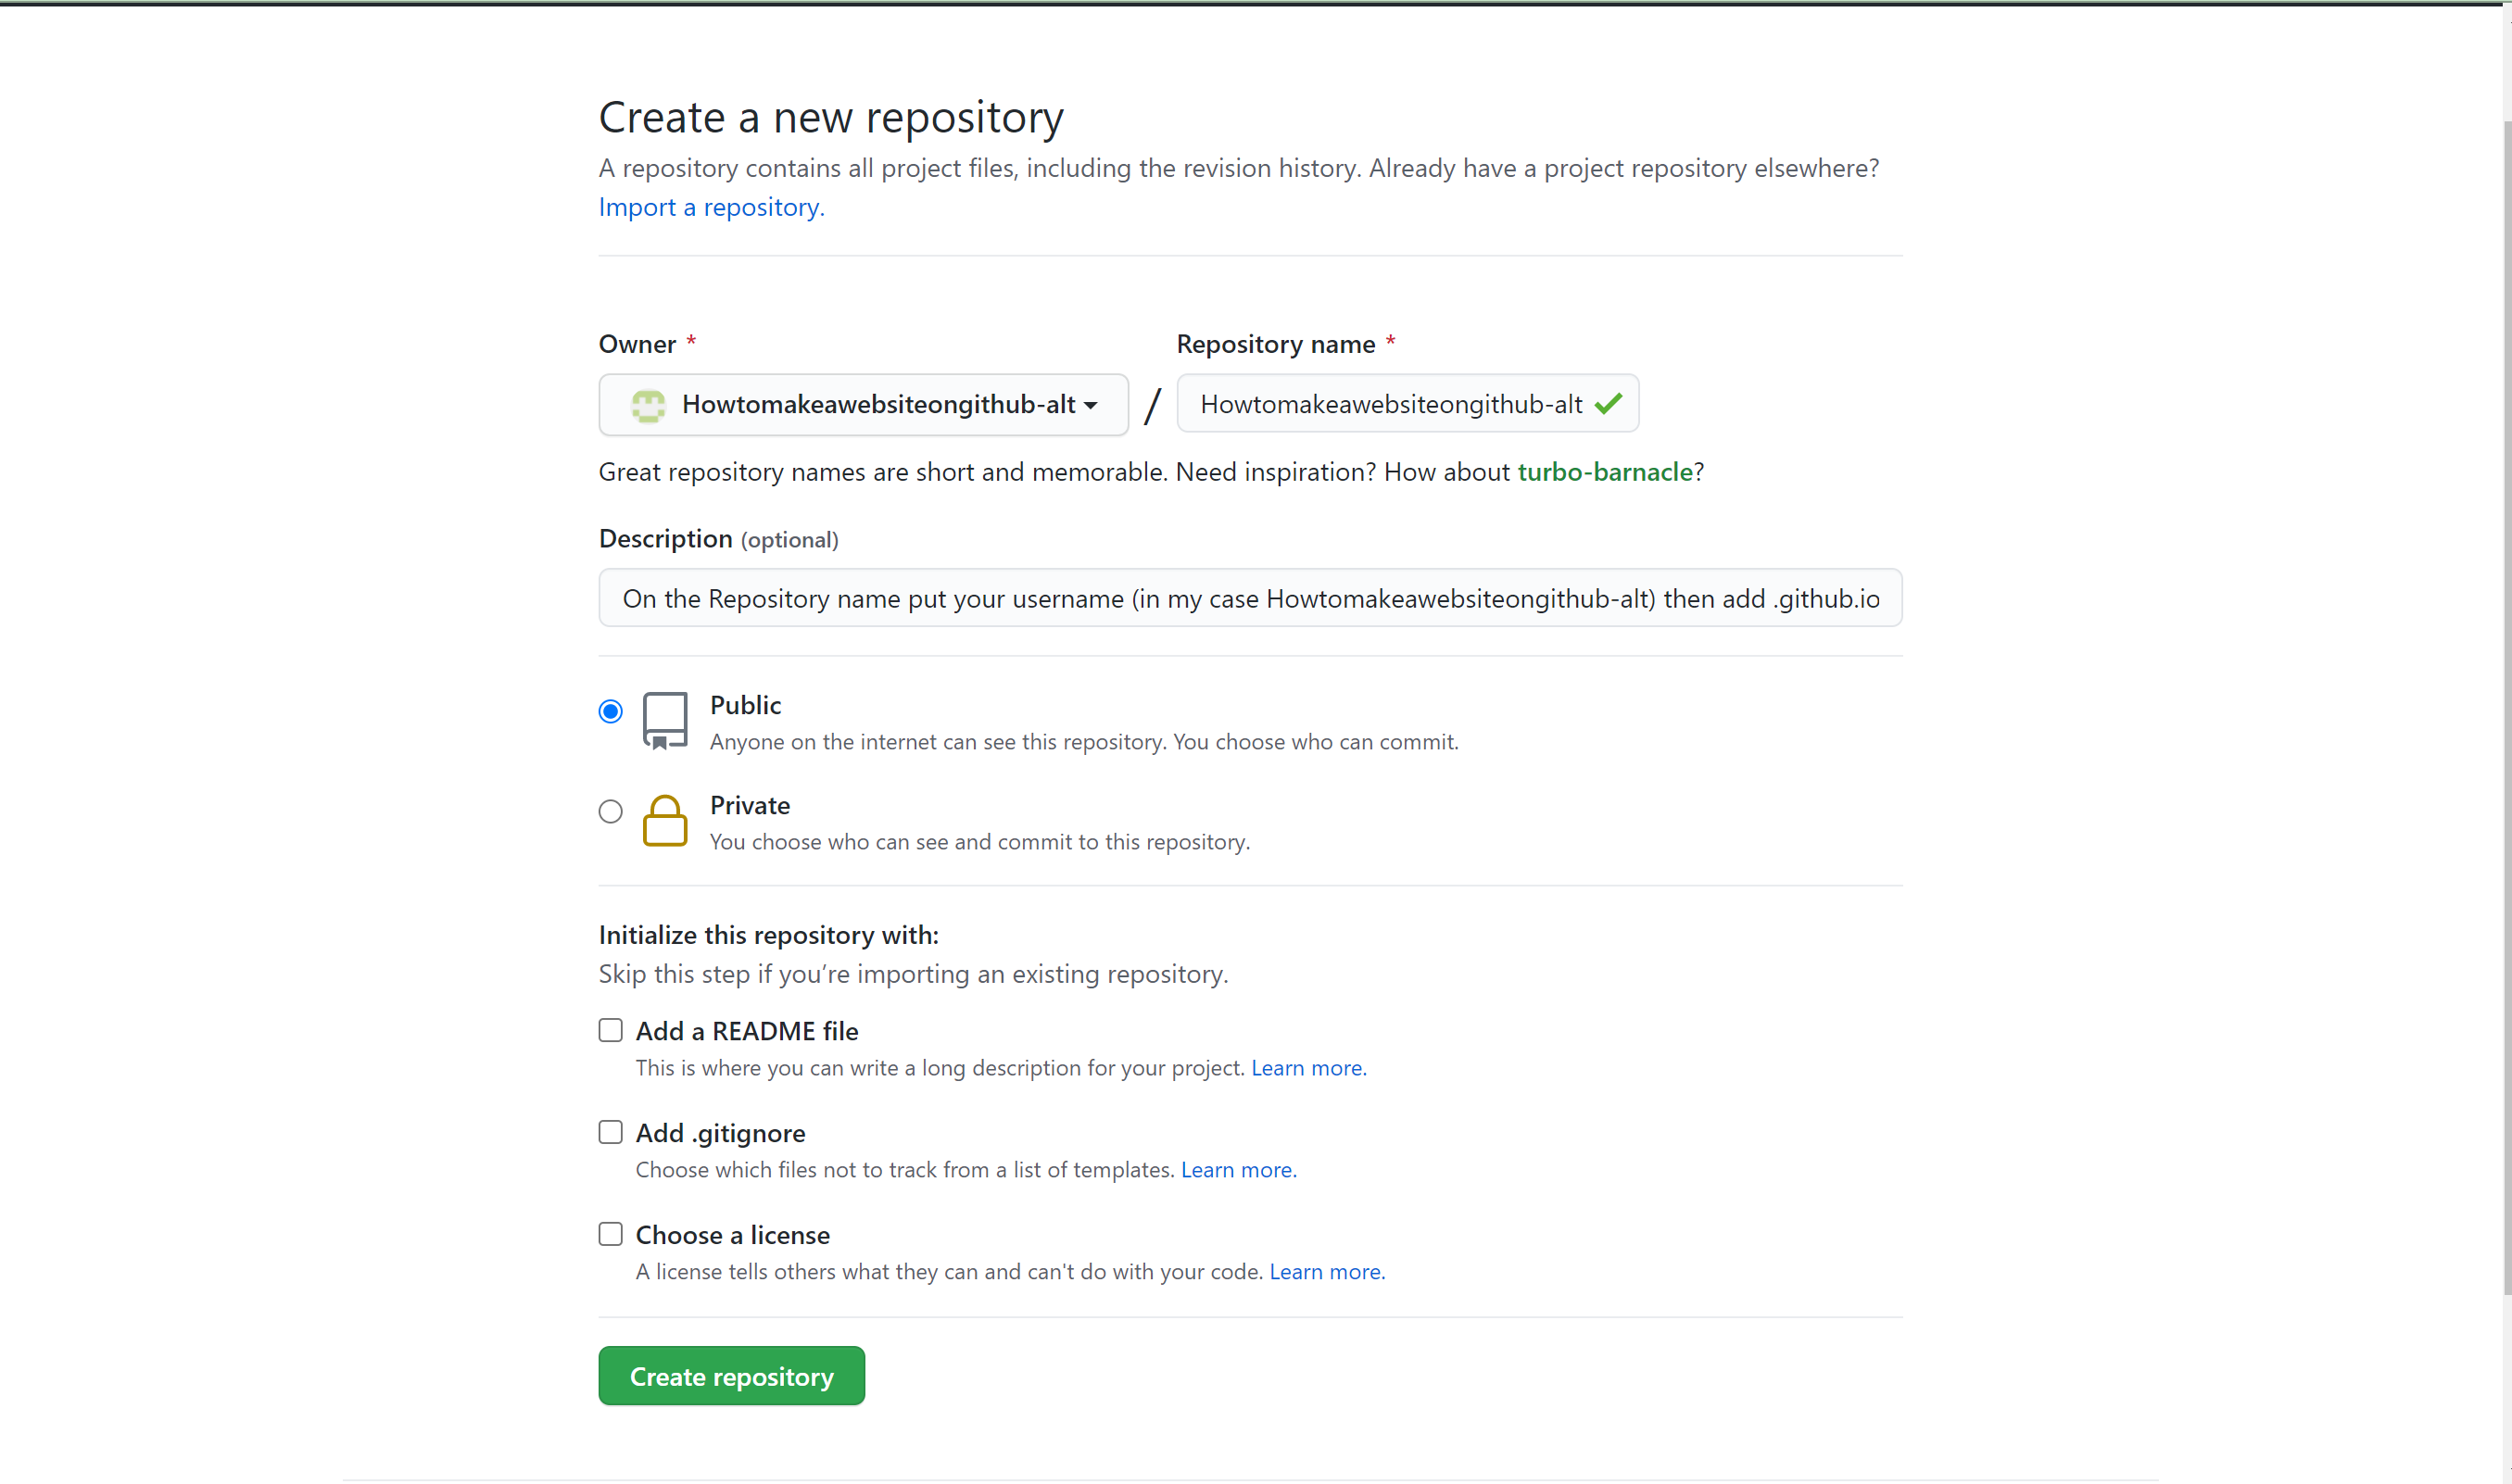 Create a new repository
A repository contains all project files, including the revision history. Already have a project repository elsewhere?
Import a repository.
Owner *
Repository name *
Howtomakeawebsiteongithub-alt
/
Howtomakeawebsiteongithub-alt
Great repository names are short and memorable. Need inspiration? How about turbo-barnacle?
Description (optional)
On the Repository name put your username (in my case Howtomakeawebsiteongithub-alt) then add .github.io
Public
Anyone on the internet can see this repository. You choose who can commit.
Private
You choose who can see and commit to this repository.
Initialize this repository with:
Skip this step if you’re importing an existing repository.
Add a README file
This is where you can write a long description for your project. Learn more.
Add .gitignore
Choose which files not to track from a list of templates. Learn more.
Choose a license
A license tells others what they can and can't do with your code. Learn more.
Create repository